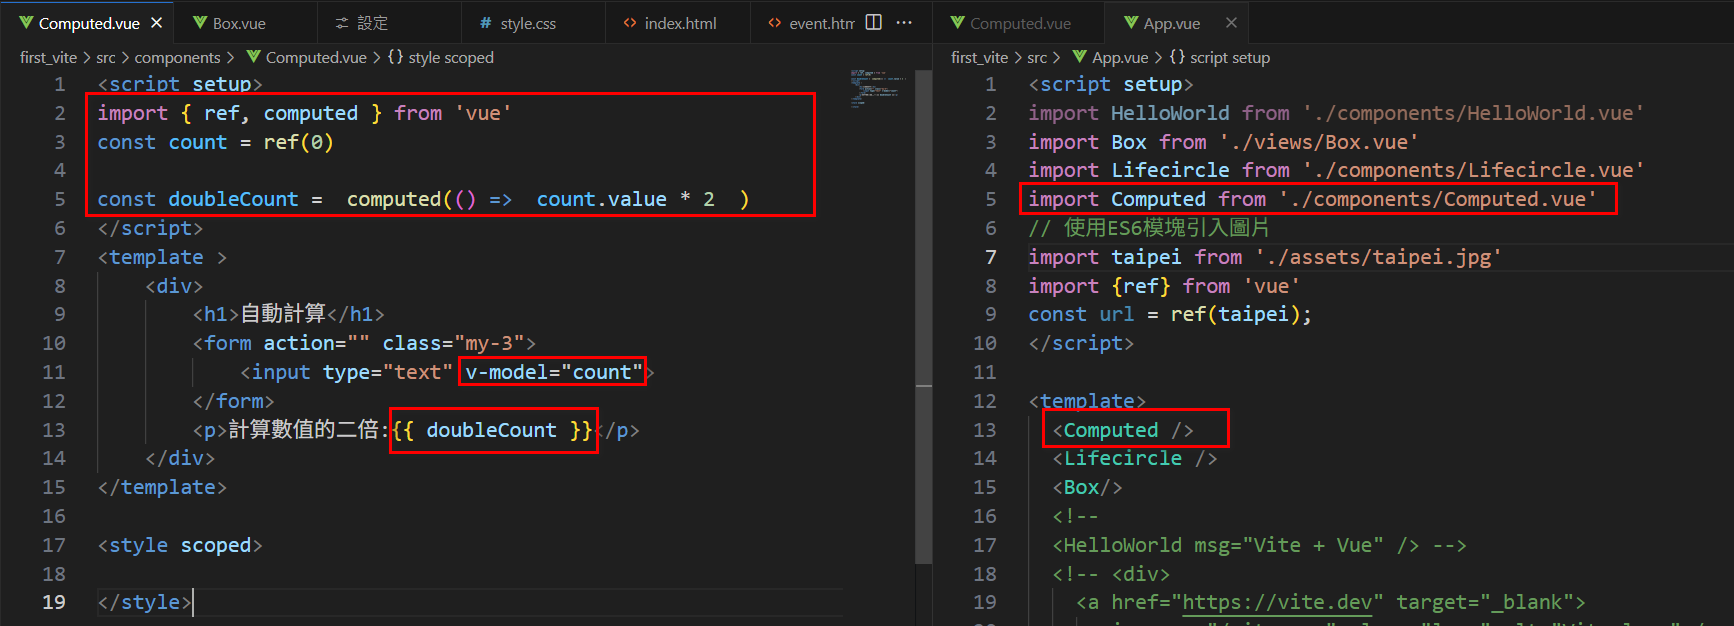 Computed.vue Box.vue 設定 style.css index.html event.htm
first_vite > src > components > Computed.vue > {} style scoped
1 <script setup>
2 import { ref, computed } from 'vue'
3 const count = ref(0)
4
5 const doubleCount = computed(() => count.value * 2 )
6 </script>
7 <template >
8 <div>
9 <h1>自動計算</h1>
10 <form action="" class="my-3">
11 <input type="text" v-model="count">
12 </form>
13 <p>計算數值的二倍:{{ doubleCount }}</p>
14 </div>
15 </template>
16
17 <style scoped>
18
19 </style>
Computed.vue App.vue
first_vite > src > App.vue > {} script setup
1 <script setup>
2 import HelloWorld from './components/HelloWorld.vue'
3 import Box from './views/Box.vue'
4 import Lifecircle from './components/Lifecircle.vue'
5 import Computed from './components/Computed.vue'
6 // 使用ES6模塊引入圖片
7 import taipei from './assets/taipei.jpg'
8 import {ref} from 'vue'
9 const url = ref(taipei);
10 </script>
11
12 <template>
13 <Computed />
14 <Lifecircle />
15 <Box/>
16 <!--
17 <HelloWorld msg="Vite + Vue" /> -->
18 <!-- <div>
19 <a href="https://vite.dev" target="_blank">